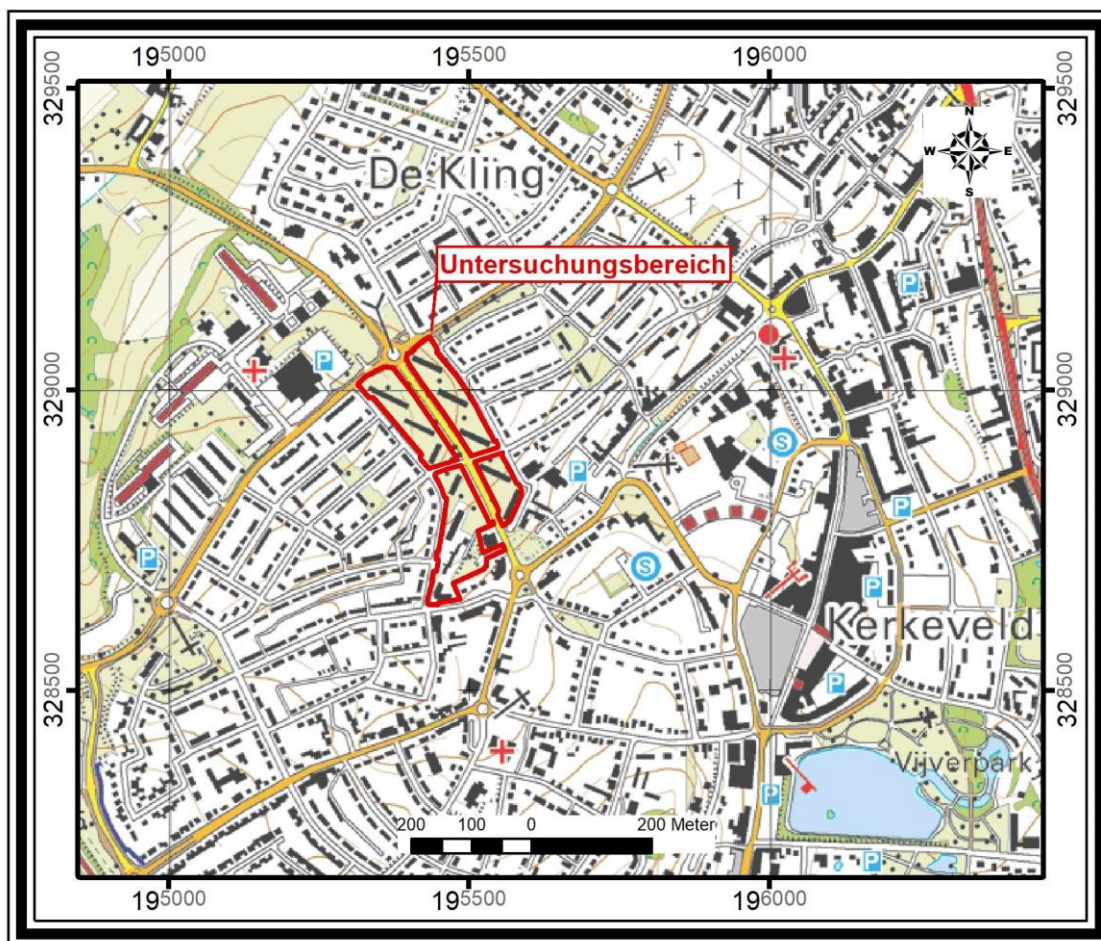 195000 195500 196000
329500 329500
N
W E
S
De Kling
Untersuchungsbereich
P
P
329000 329000
S
P
P
P
S
P
Kerkeveld
328500 328500
P
Vijverpark
P
200 100 0 200 Meter
P
195000 195500 196000